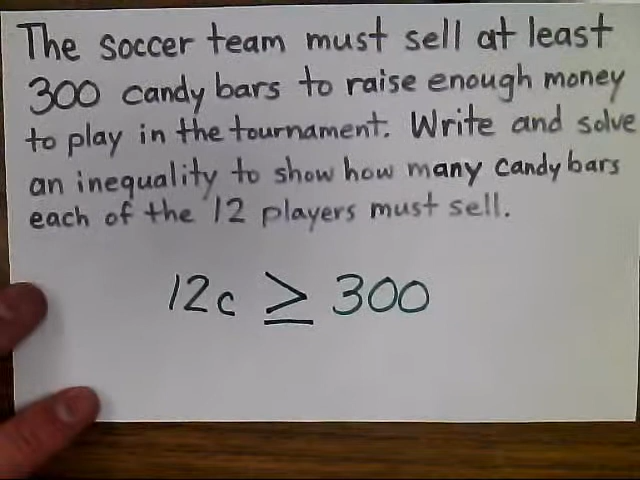 The soccer team must sell at least
300 candy bars to raise enough money
to play in the tournament. Write and solve
an inequality to show how many candy bars
each of the 12 players must sell.
12c ≥ 300